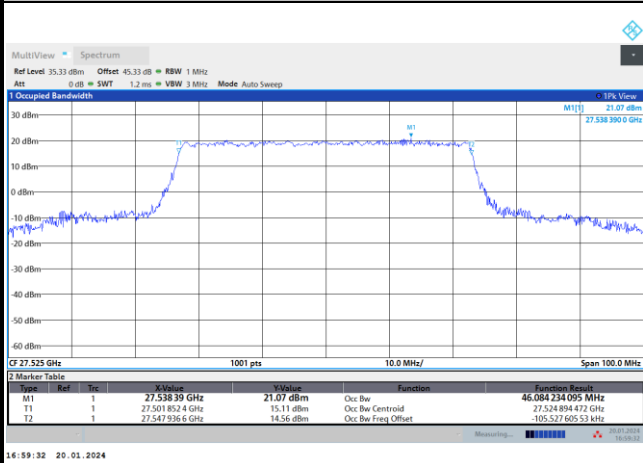 MultiView Spectrum
Ref Level 35.33 dBm Offset 45.33 dB RBW 1 MHz
Att 0 dB SWT 1.2 ms VBW 3 MHz Mode Auto Sweep
1 Occupied Bandwidth 1Pk View
M1[1] 21.07 dBm
27.538 390 0 GHz
30 dBm
M1
20 dBm
T1 T2
10 dBm
0 dBm
-10 dBm
-20 dBm
-30 dBm
-40 dBm
-50 dBm
-60 dBm
CF 27.525 GHz 1001 pts 10.0 MHz/ Span 100.0 MHz
2 Marker Table
Type Ref Trc X-Value Y-Value Function Function Result
M1 1 27.538 39 GHz 21.07 dBm Occ Bw 46.084 234 095 MHz
T1 1 27.501 852 4 GHz 15.11 dBm Occ Bw Centroid 27.524 894 472 GHz
T2 1 27.547 936 6 GHz 14.56 dBm Occ Bw Freq Offset -105.527 605 53 kHz
Measuring... 20.01.2024
16:59:32
16:59:32 20.01.2024